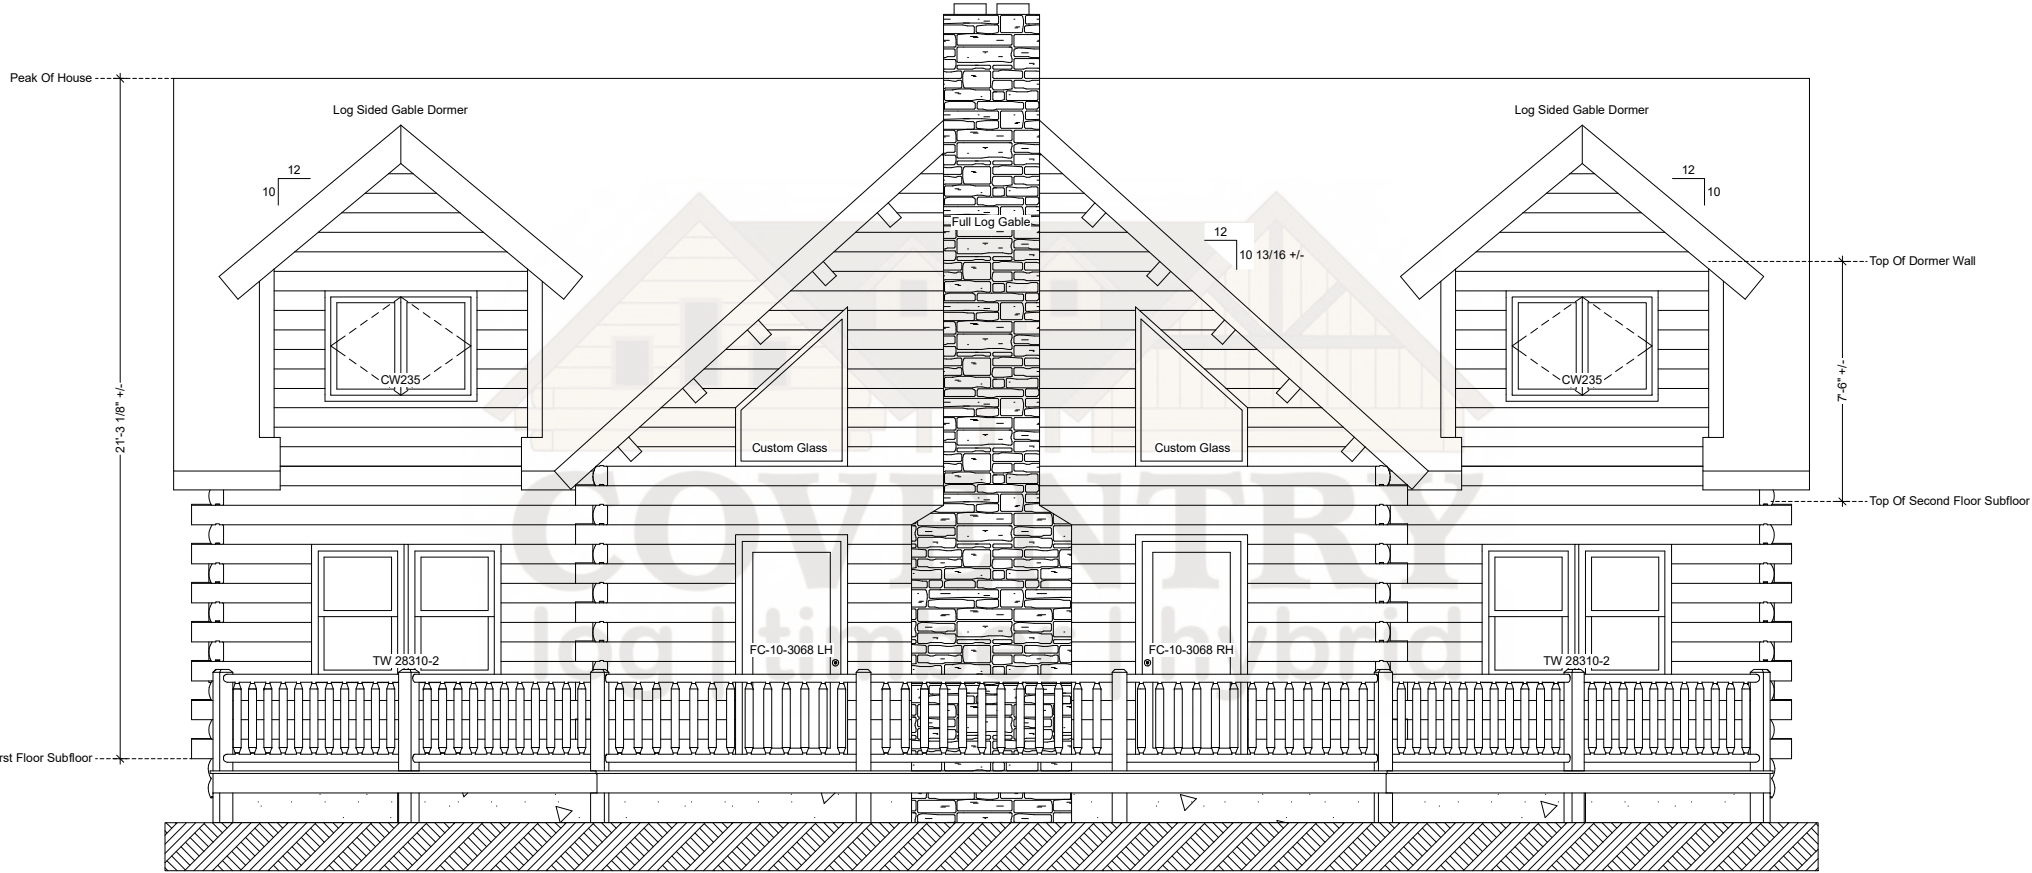 Peak Of House
Log Sided Gable Dormer
Log Sided Gable Dormer
12
10
12
10
Full Log Gable
12
10 13/16 +/-
Top Of Dormer Wall
CW235
CW235
21'-3 1/8" +/-
7'-6" +/-
Custom Glass
Custom Glass
COVENTRY
Top Of Second Floor Subfloor
log | timber | hybrid
FC-10-3068 LH
FC-10-3068 RH
TW 28310-2
TW 28310-2
rst Floor Subfloor